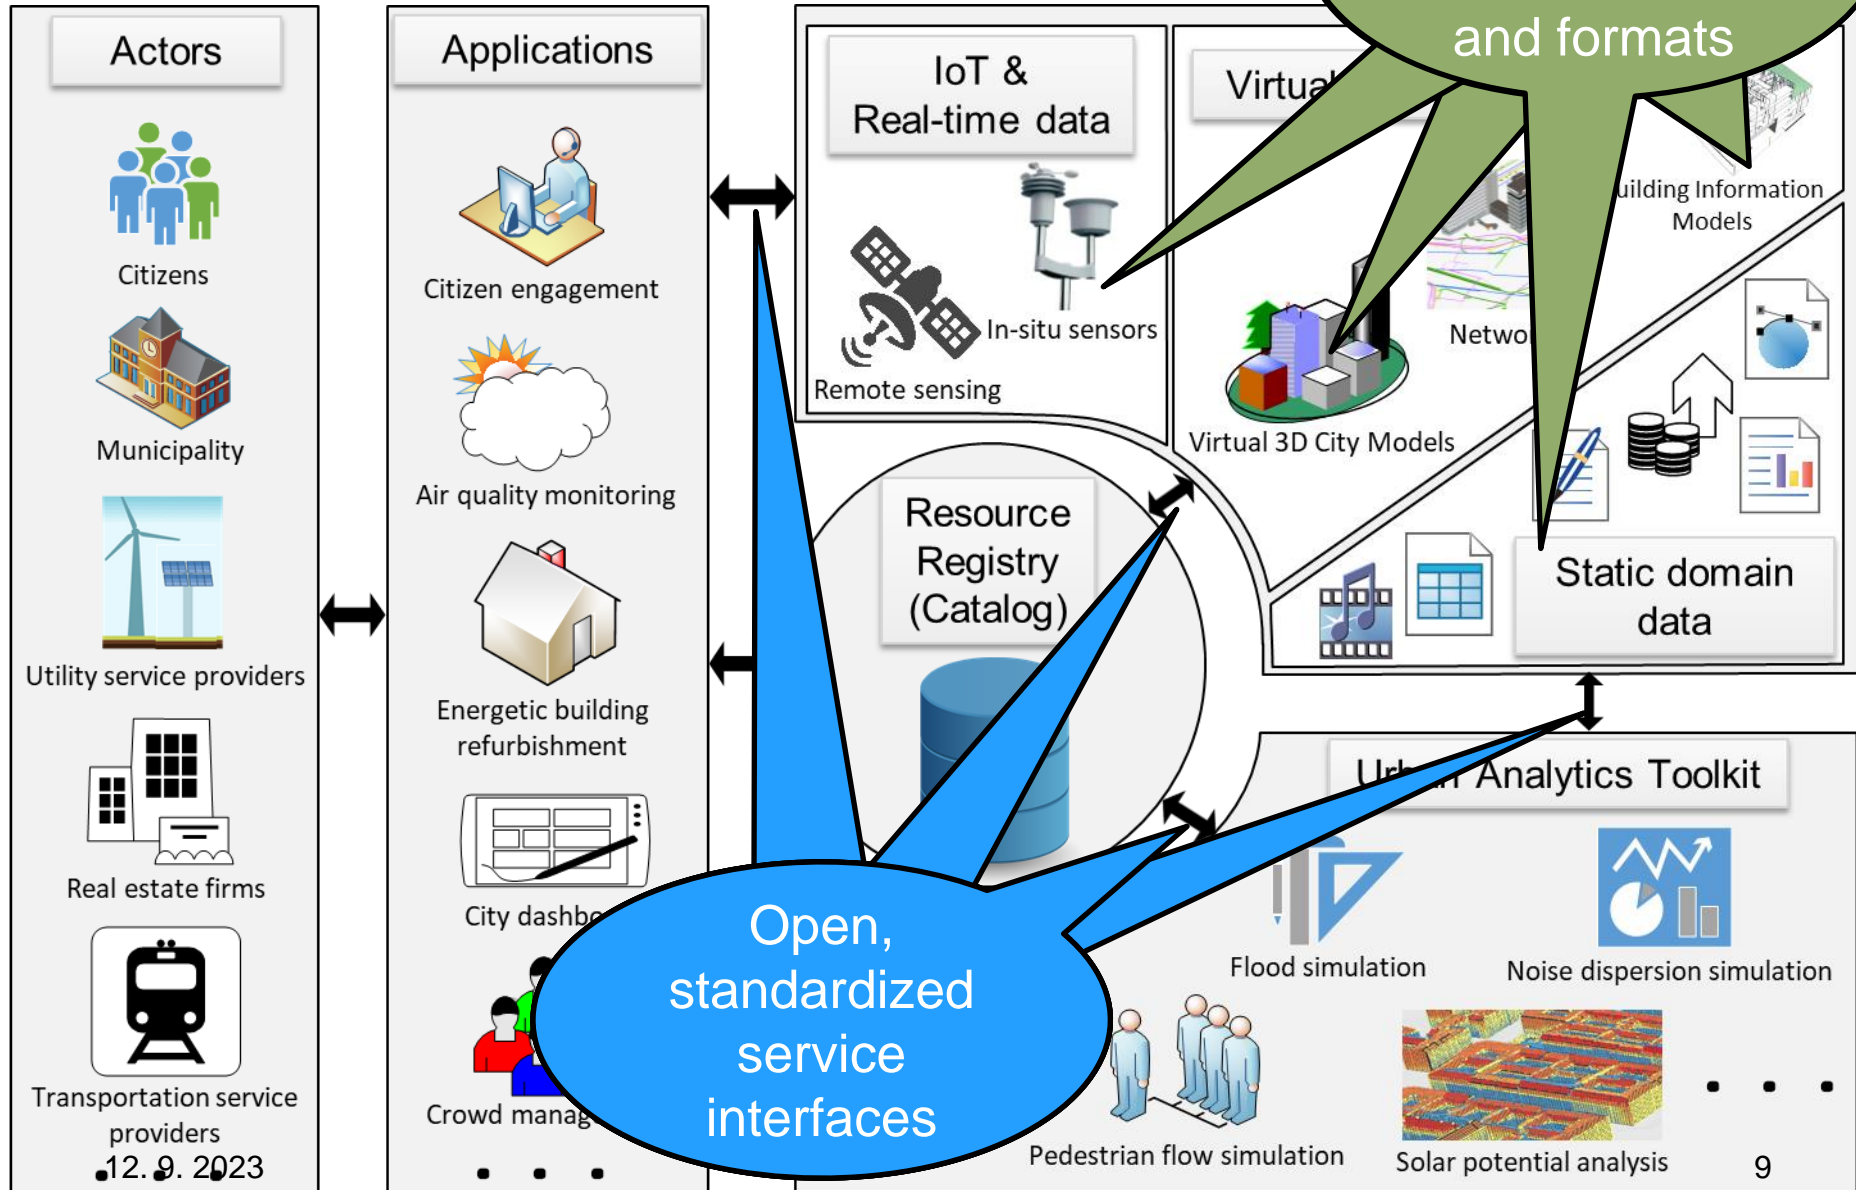 Actors
Citizens
Municipality
Utility service providers
Real estate firms
Transportation service
providers
12. 9. 2023
Applications
Citizen engagement
Air quality monitoring
Energetic building
refurbishment
City dashbo
Crowd manag
IoT &
Real-time data
In-situ sensors
Remote sensing
and formats
Virtua
uilding Information
Models
Networ
Virtual 3D City Models
Static domain
data
Resource
Registry
(Catalog)
Open,
standardized
service
interfaces
Urban Analytics Toolkit
Flood simulation
Noise dispersion simulation
Pedestrian flow simulation
Solar potential analysis
9